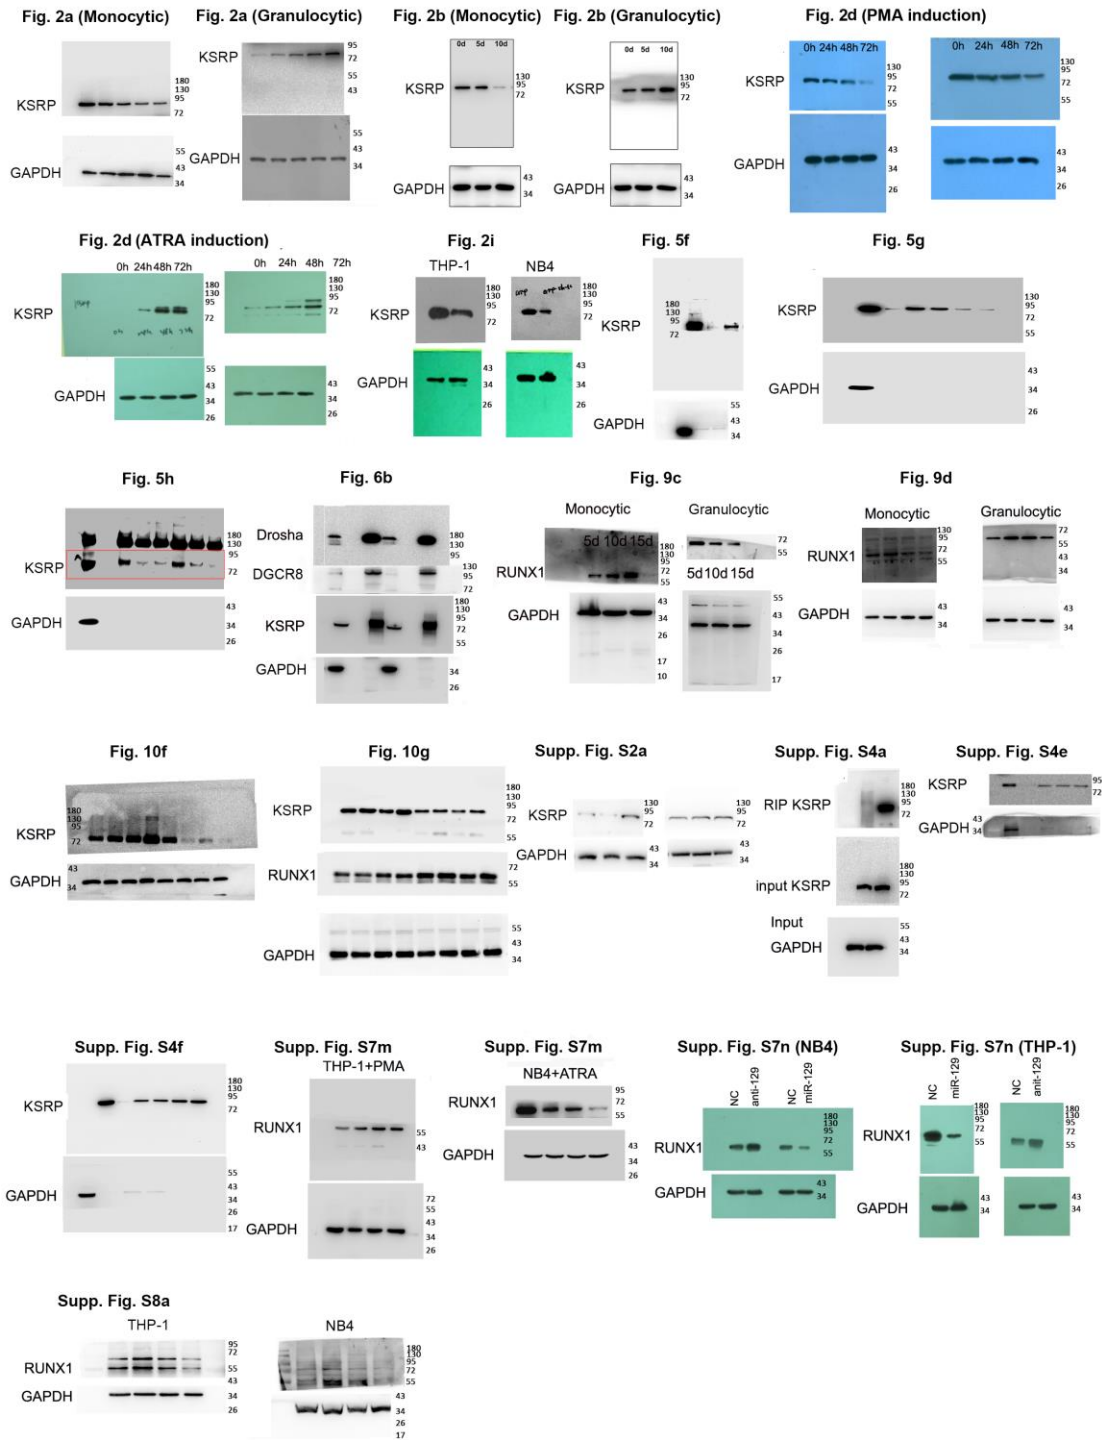 Fig. 2a (Monocytic)
KSRP
180
130
95
72
GAPDH
55
43
34
Fig. 2a (Granulocytic)
KSRP
95
72
55
43
GAPDH
55
43
34
Fig. 2b (Monocytic)
0d 5d 10d
KSRP
130
95
72
GAPDH
43
34
Fig. 2b (Granulocytic)
0d 5d 10d
KSRP
130
95
72
GAPDH
43
34
Fig. 2d (PMA induction)
0h 24h 48h 72h
KSRP
130
95
72
GAPDH
43
34
26
0h 24h 48h 72h
130
95
72
55
43
34
26
Fig. 2d (ATRA induction)
0h 24h 48h 72h
KSRP
180
130
95
72
GAPDH
55
43
34
26
0h 24h 48h 72h
180
130
95
72
43
34
26
Fig. 2i
THP-1
KSRP
180
130
95
72
GAPDH
43
34
26
NB4
180
130
95
72
43
34
26
Fig. 5f
KSRP
180
130
95
72
GAPDH
55
43
34
Fig. 5g
KSRP
130
95
72
GAPDH
43
34
26
Fig. 5h
KSRP
180
130
95
72
GAPDH
43
34
26
Fig. 6b
Drosha
180
130
DGCR8
130
95
KSRP
180
130
95
72
55
GAPDH
34
26
Fig. 9c
Monocytic
5d 10d 15d
RUNX1
180
130
95
72
55
GAPDH
43
34
26
17
10
Granulocytic
72
5d 10d 15d
55
43
34
26
17
Fig. 9d
Monocytic
RUNX1
180
130
95
72
55
GAPDH
43
34
Granulocytic
72
55
43
34
43
34
Fig. 10f
KSRP
180
130
95
72
GAPDH
43
34
Fig. 10g
KSRP
130
95
72
55
RUNX1
72
55
GAPDH
55
43
34
Supp. Fig. S2a
KSRP
130
95
72
GAPDH
43
34
26
130
95
72
43
34
Supp. Fig. S4a
RIP KSRP
180
130
95
72
input KSRP
180
130
95
72
Input
GAPDH
55
43
34
Supp. Fig. S4e
KSRP
95
72
GAPDH
43
34
Supp. Fig. S4f
KSRP
180
130
95
72
GAPDH
55
43
34
26
17
Supp. Fig. S7m
THP-1+PMA
RUNX1
55
43
GAPDH
72
55
43
34
26
Supp. Fig. S7m
NB4+ATRA
RUNX1
95
72
55
GAPDH
43
34
26
Supp. Fig. S7n (NB4)
NC
anti-129
NC
miR-129
RUNX1
180
130
95
72
55
GAPDH
43
34
Supp. Fig. S7n (THP-1)
NC
miR-129
RUNX1
180
130
95
72
55
GAPDH
43
34
NC
anit-129
180
130
95
72
55
43
34
Supp. Fig. S8a
THP-1
RUNX1
95
72
55
GAPDH
43
34
26
NB4
180
130
95
72
55
43
34
26
17